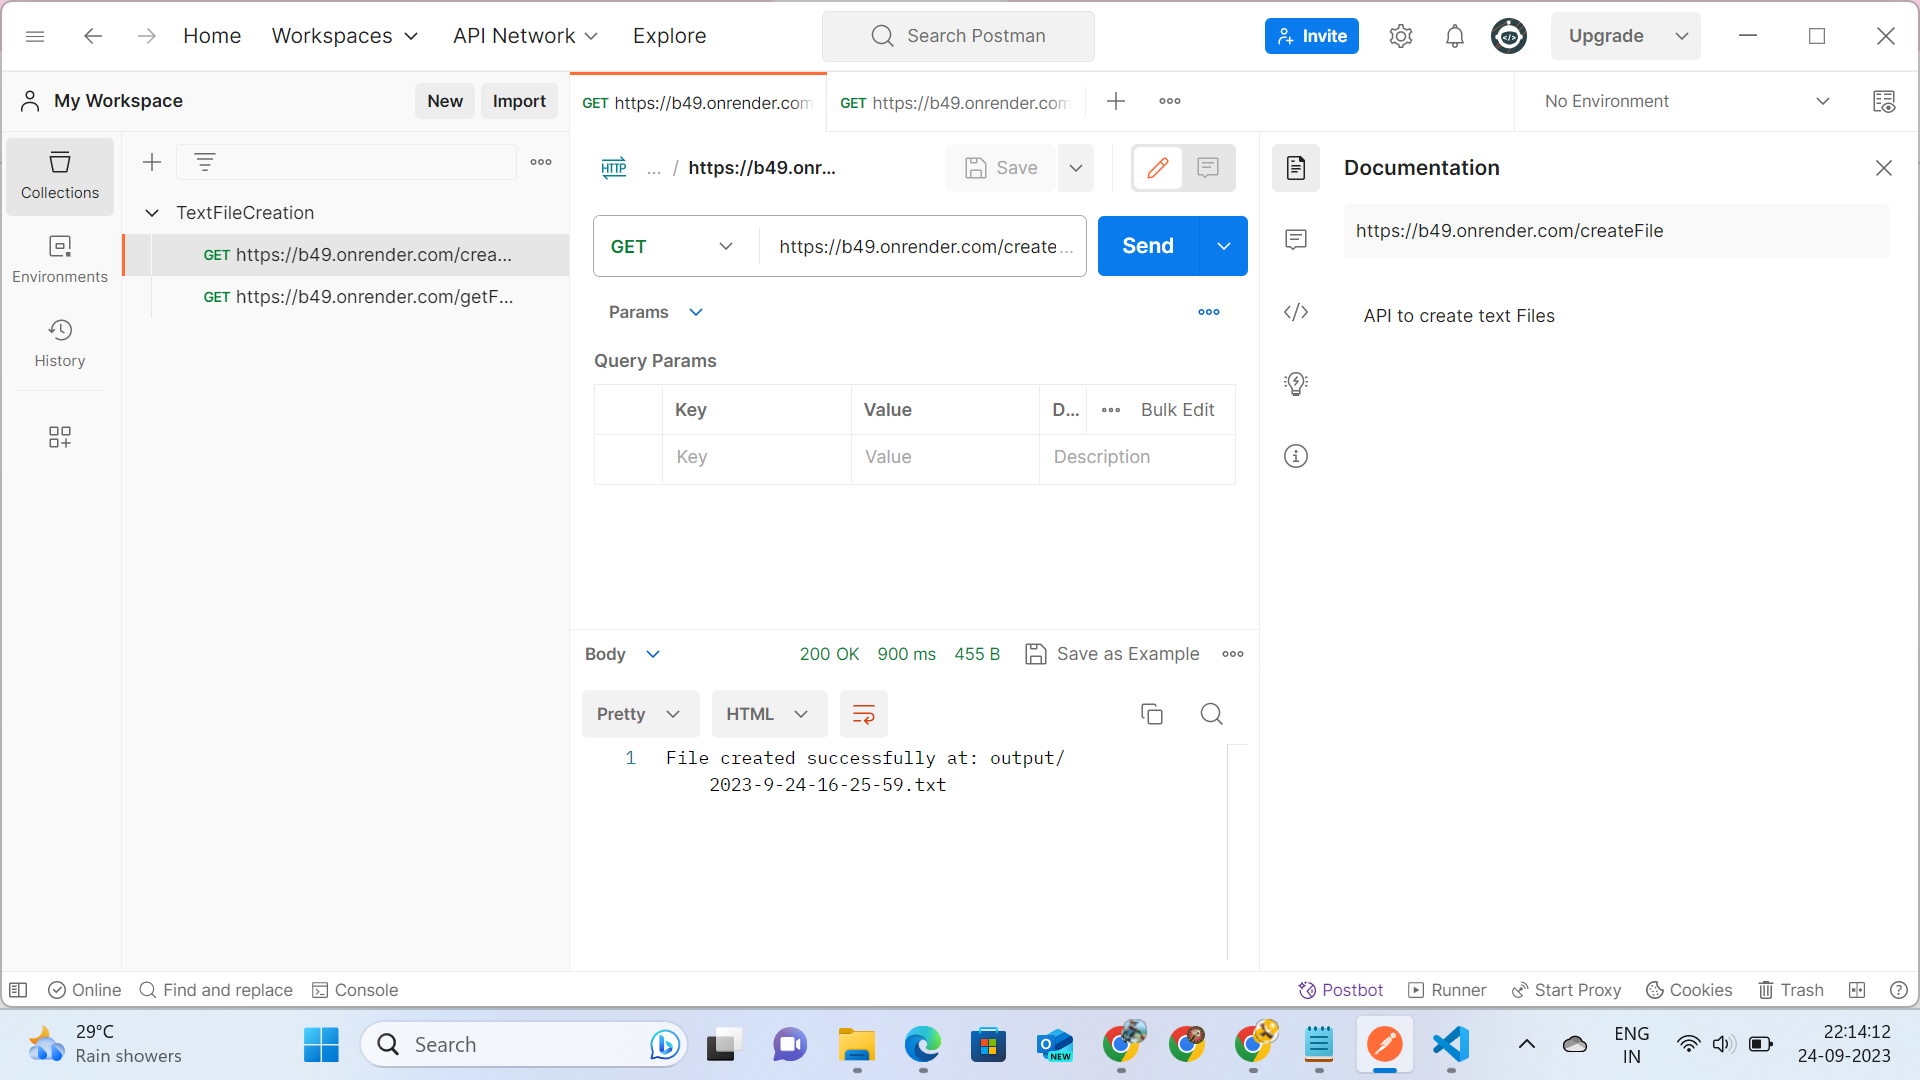 Home
Workspaces
API Network
Explore
Search Postman
Invite
Upgrade
My Workspace
New
Import
GET https://b49.onrender.com
GET https://b49.onrender.com
No Environment
Collections
Environments
History
TextFileCreation
GET https://b49.onrender.com/crea...
GET https://b49.onrender.com/getF...
HTTP ... / https://b49.onr...
Save
GET
https://b49.onrender.com/create...
Send
Params
Query Params
Key Value D... Bulk Edit
Key Value Description
Documentation
https://b49.onrender.com/createFile
API to create text Files
Body
200 OK 900 ms 455 B
Save as Example
Pretty
HTML
1 File created successfully at: output/
2023-9-24-16-25-59.txt
Online
Find and replace
Console
Postbot
Runner
Start Proxy
Cookies
Trash
29°C
Rain showers
Search
NEW
ENG
IN
22:14:12
24-09-2023